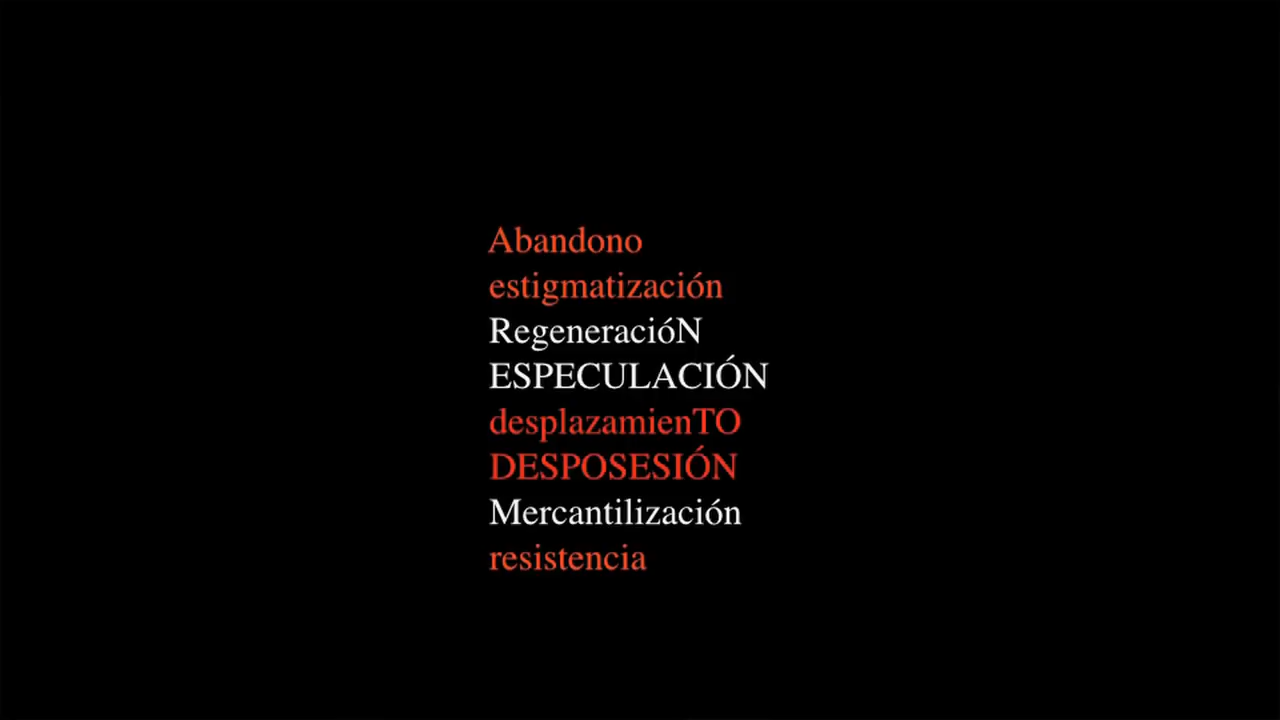 Abandono
estigmatización
RegeneracióN
ESPECULACIÓN
desplazamienTO
DESPOSESIÓN
Mercantilización
resistencia